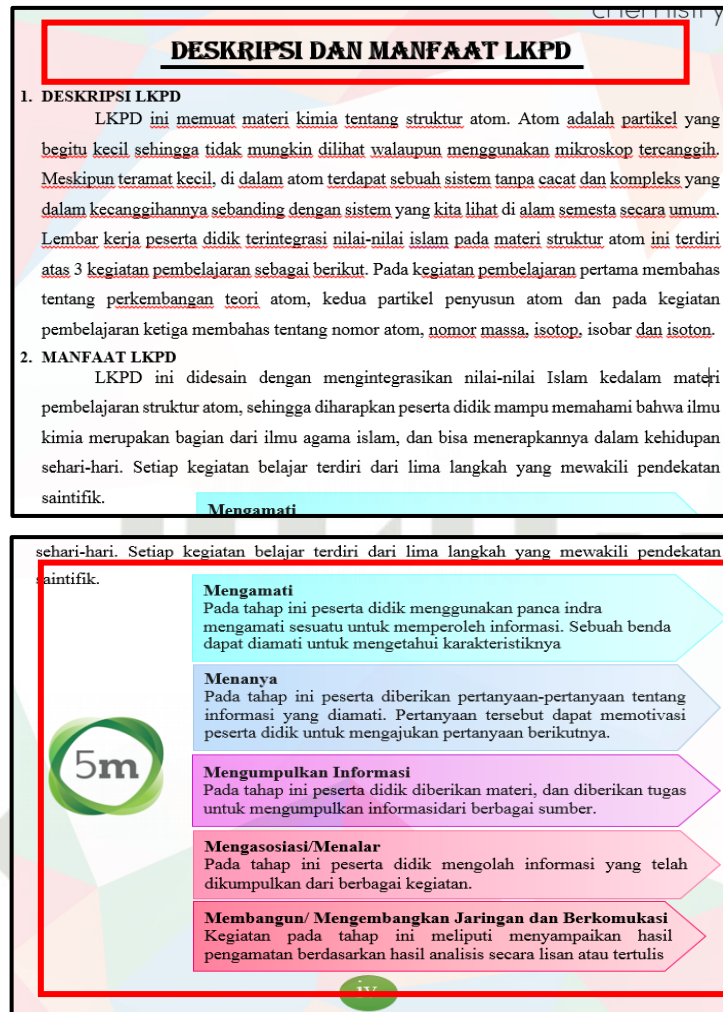 chemistry
DESKRIPSI DAN MANFAAT LKPD
1. DESKRIPSI LKPD
LKPD ini memuat materi kimia tentang struktur atom. Atom adalah partikel yang
begitu kecil sehingga tidak mungkin dilihat walaupun menggunakan mikroskop tercanggih.
Meskipun teramat kecil, di dalam atom terdapat sebuah sistem tanpa cacat dan kompleks yang
dalam kecanggihannya sebanding dengan sistem yang kita lihat di alam semesta secara umum.
Lembar kerja peserta didik terintegrasi nilai-nilai islam pada materi struktur atom ini terdiri
atas 3 kegiatan pembelajaran sebagai berikut. Pada kegiatan pembelajaran pertama membahas
tentang perkembangan teori atom, kedua partikel penyusun atom dan pada kegiatan
pembelajaran ketiga membahas tentang nomor atom, nomor massa, isotop, isobar dan isoton.
2. MANFAAT LKPD
LKPD ini didesain dengan mengintegrasikan nilai-nilai Islam kedalam materi
pembelajaran struktur atom, sehingga diharapkan peserta didik mampu memahami bahwa ilmu
kimia merupakan bagian dari ilmu agama islam, dan bisa menerapkannya dalam kehidupan
sehari-hari. Setiap kegiatan belajar terdiri dari lima langkah yang mewakili pendekatan
saintifik.
Mengamati
sehari-hari. Setiap kegiatan belajar terdiri dari lima langkah yang mewakili pendekatan
saintifik.
Mengamati
Pada tahap ini peserta didik menggunakan panca indra
mengamati sesuatu untuk memperoleh informasi. Sebuah benda
dapat diamati untuk mengetahui karakteristiknya
Menanya
Pada tahap ini peserta diberikan pertanyaan-pertanyaan tentang
informasi yang diamati. Pertanyaan tersebut dapat memotivasi
peserta didik untuk mengajukan pertanyaan berikutnya.
5m
Mengumpulkan Informasi
Pada tahap ini peserta didik diberikan materi, dan diberikan tugas
untuk mengumpulkan informasidari berbagai sumber.
Mengasosiasi/Menalar
Pada tahap ini peserta didik mengolah informasi yang telah
dikumpulkan dari berbagai kegiatan.
Membangun/ Mengembangkan Jaringan dan Berkomukasi
Kegiatan pada tahap ini meliputi menyampaikan hasil
pengamatan berdasarkan hasil analisis secara lisan atau tertulis
iv